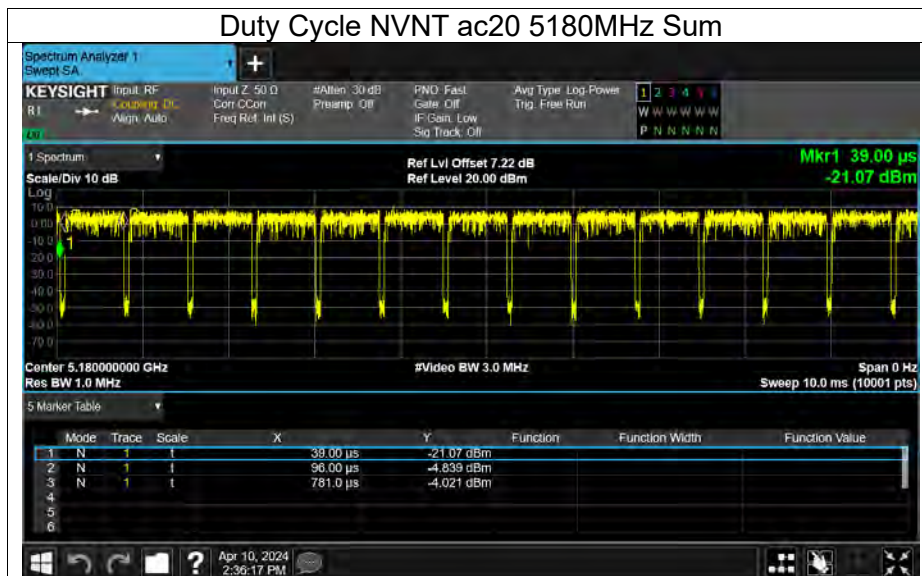 Duty Cycle NVNT ac20 5180MHz Sum
Spectrum Analyzer 1
Swept SA
+
KEYSIGHT Input: RF Input Z: 50 Ω #Atten: 30 dB PNO: Fast Avg Type: Log-Power 1 2 3 4 5 6
R L Coupling: DC Corr CCorr Preamp: Off Gate: Off Trig: Free Run W W W W W W
Align: Auto Freq Ref: Int (S) IF Gain: Low
Sig Track: Off P N N N N N
1 Spectrum Ref Lvl Offset 7.22 dB Mkr1 39.00 µs
Scale/Div 10 dB Ref Level 20.00 dBm -21.07 dBm
Log
10.0
0.00
-10.0
-20.0
-30.0
-40.0
-50.0
-60.0
-70.0
1
Center 5.180000000 GHz #Video BW 3.0 MHz Span 0 Hz
Res BW 1.0 MHz Sweep 10.0 ms (10001 pts)
5 Marker Table
Mode Trace Scale X Y Function Function Width Function Value
1 N 1 t 39.00 µs -21.07 dBm
2 N 1 t 96.00 µs -4.839 dBm
3 N 1 t 781.0 µs -4.021 dBm
4
5
6
? Apr 10, 2024
2:36:17 PM